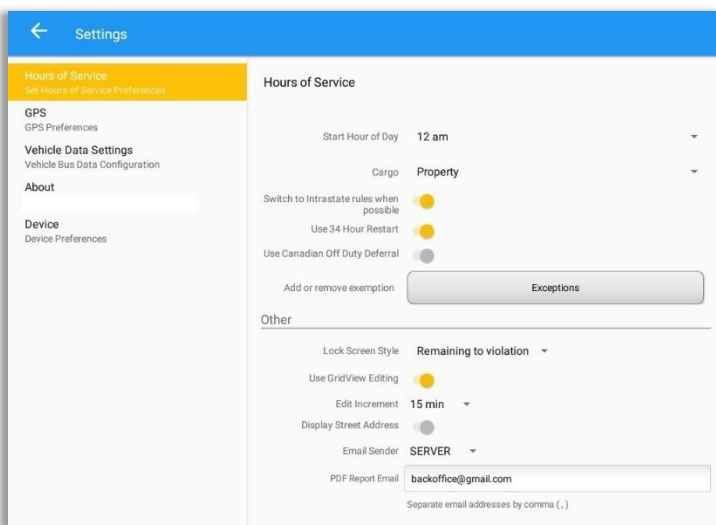 Settings
Hours of Service
Set Hours of Service Preferences
GPS
GPS Preferences
Vehicle Data Settings
Vehicle Bus Data Configuration
About
Device
Device Preferences
Hours of Service
Start Hour of Day 12 am
Cargo Property
Switch to Intrastate rules when
possible
Use 34 Hour Restart
Use Canadian Off Duty Deferral
Add or remove exemption Exceptions
Other
Lock Screen Style Remaining to violation
Use GridView Editing
Edit Increment 15 min
Display Street Address
Email Sender SERVER
PDF Report Email backoffice@gmail.com
Separate email addresses by comma ( , )